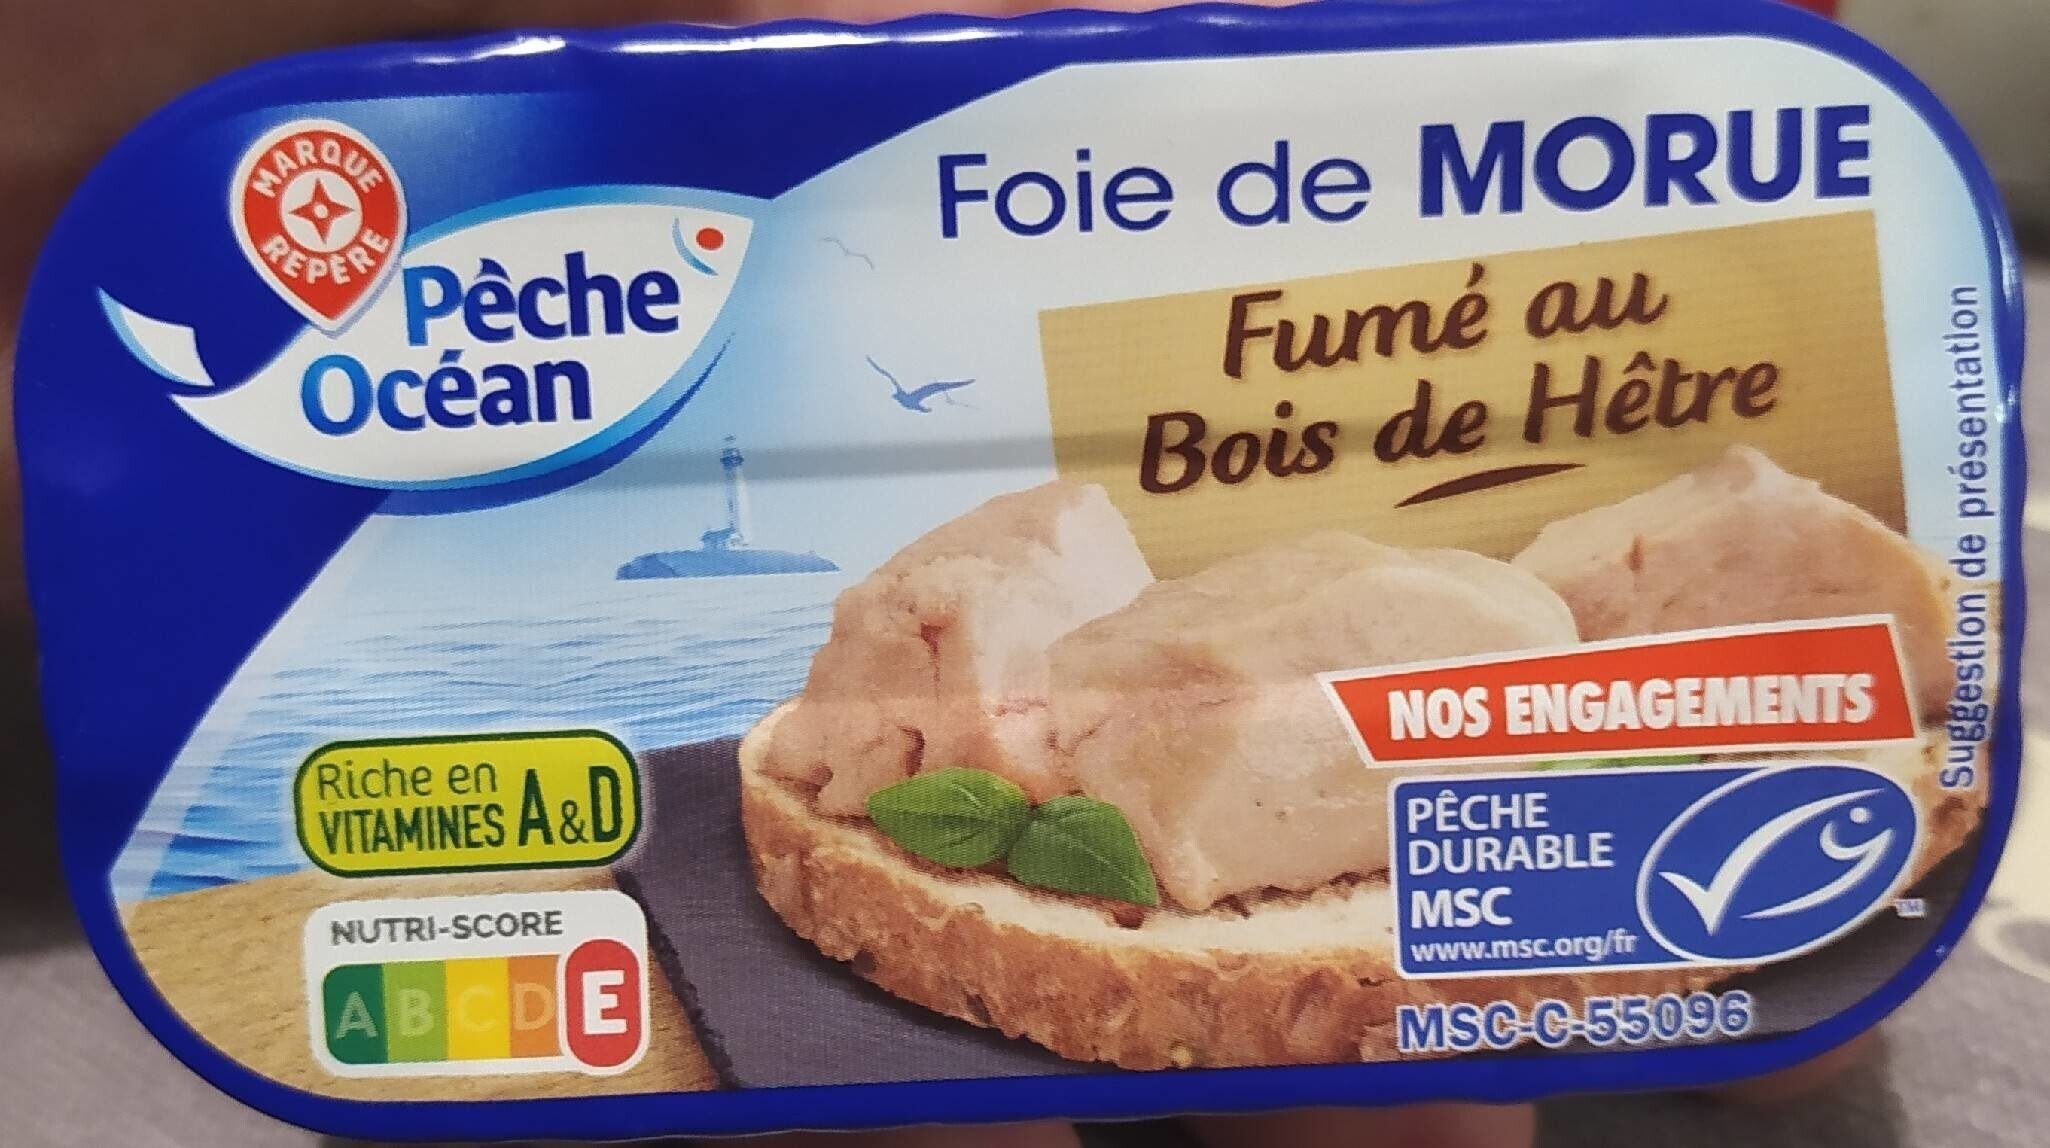 MARQUE
REPÈRE
Pêche
Océan
Foie de MORUE
Fumé au
Bois de Hêtre
Suggestion de présentation
Riche en
VITAMINES A&D
NUTRI-SCORE
A B C D E
NOS ENGAGEMENTS
PÊCHE
DURABLE
MSC
www.msc.org/fr
TM
MSC-C-55096